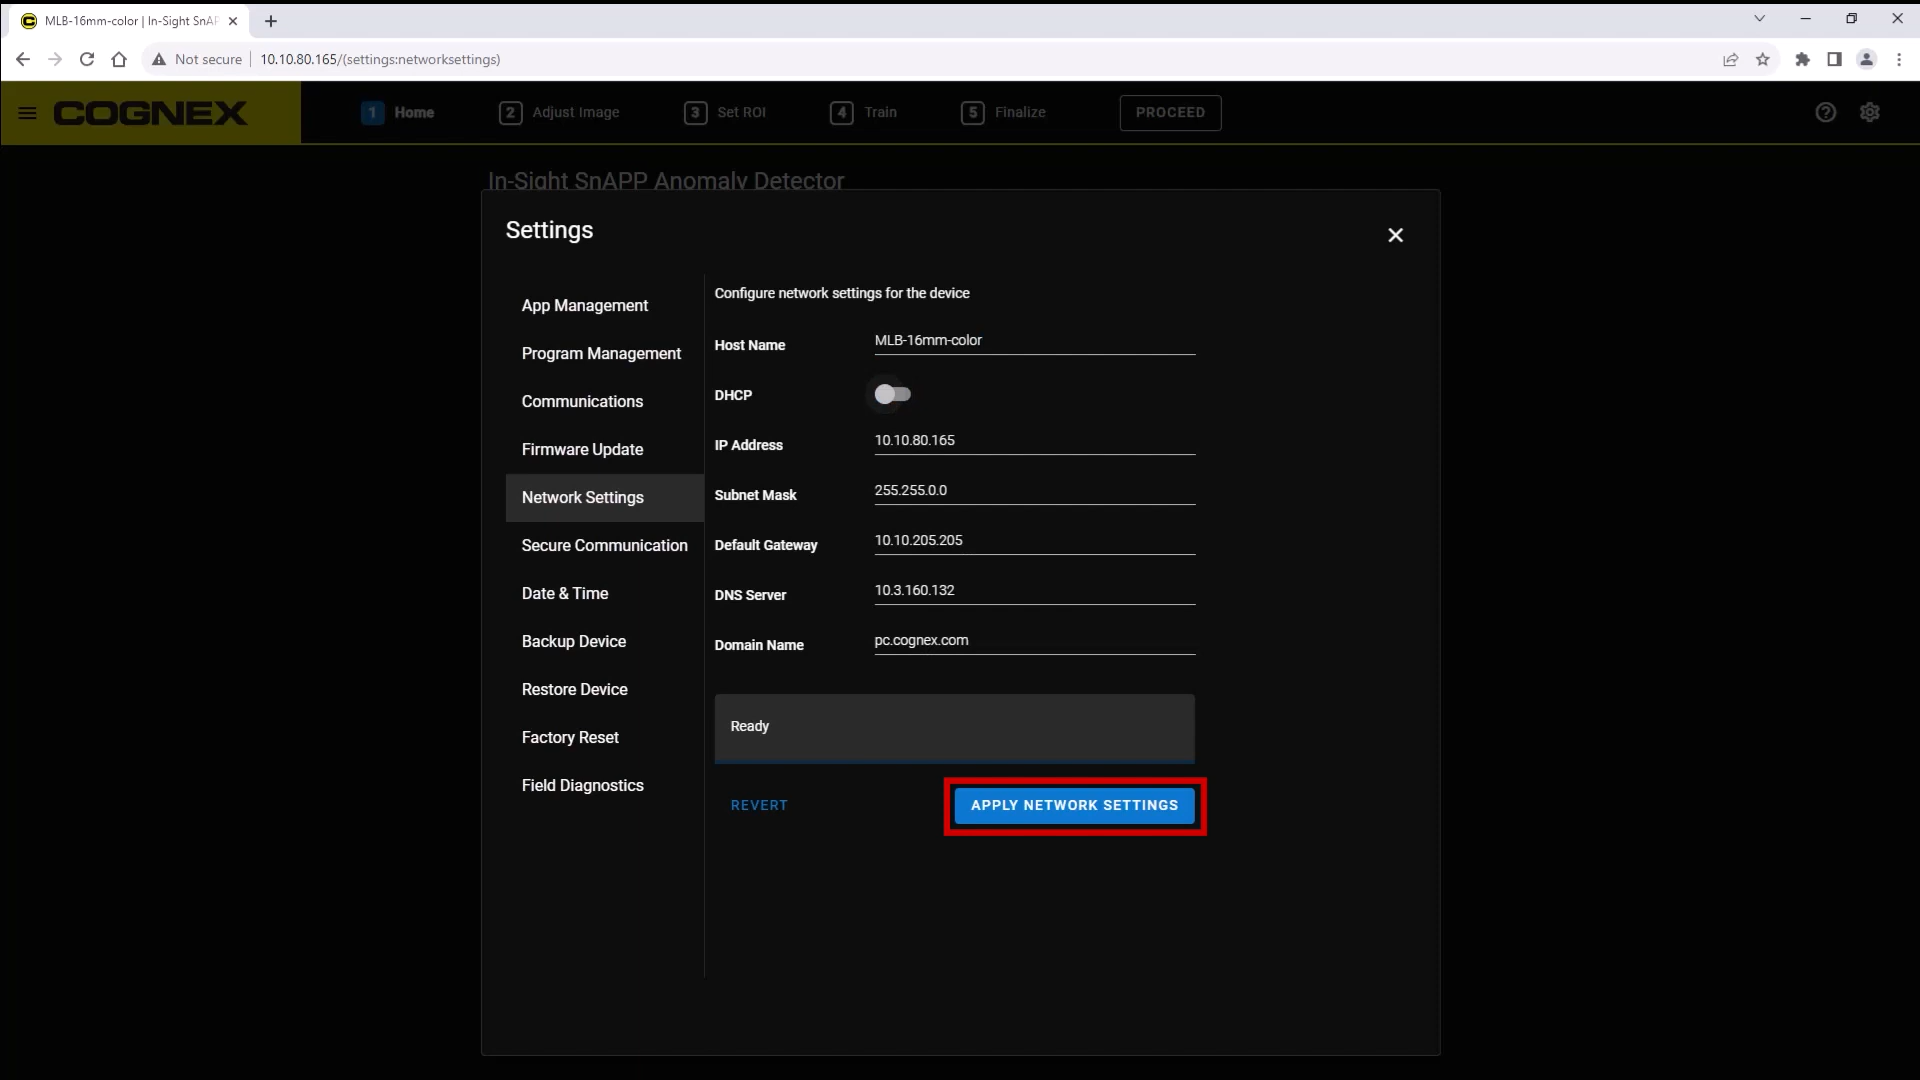 MLB-16mm-color | In-Sight SnAP
Not secure 10.10.80.165/(settings:networksettings)
COGNEX 1 Home 2 Adjust Image 3 Set ROI 4 Train 5 Finalize PROCEED
In-Sight SnAPP Anomaly Detector
Settings
App Management
Program Management
Communications
Firmware Update
Network Settings
Secure Communication
Date & Time
Backup Device
Restore Device
Factory Reset
Field Diagnostics
Configure network settings for the device
Host Name MLB-16mm-color
DHCP
IP Address 10.10.80.165
Subnet Mask 255.255.0.0
Default Gateway 10.10.205.205
DNS Server 10.3.160.132
Domain Name pc.cognex.com
Ready
REVERT APPLY NETWORK SETTINGS